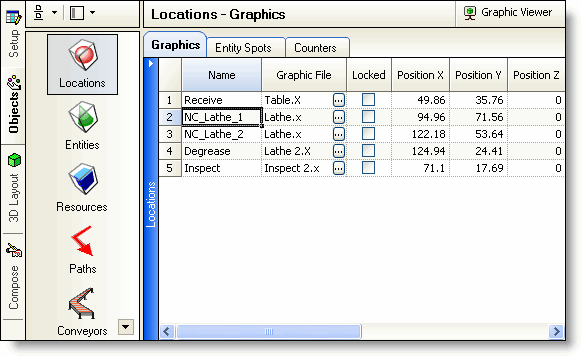 Locations - Graphics
Graphic Viewer
Setup
Objects
3D Layout
Compose
Locations
Entities
Resources
Paths
Conveyors
Locations
Graphics Entity Spots Counters
Name Graphic File Locked Position X Position Y Position Z
1 Receive Table.X ... 49.86 35.76 0
2 NC_Lathe_1 Lathe.x ... 94.96 71.56 0
3 NC_Lathe_2 Lathe.x ... 122.18 53.64 0
4 Degrease Lathe 2.X ... 124.94 24.41 0
5 Inspect Inspect 2.x ... 71.1 17.69 0